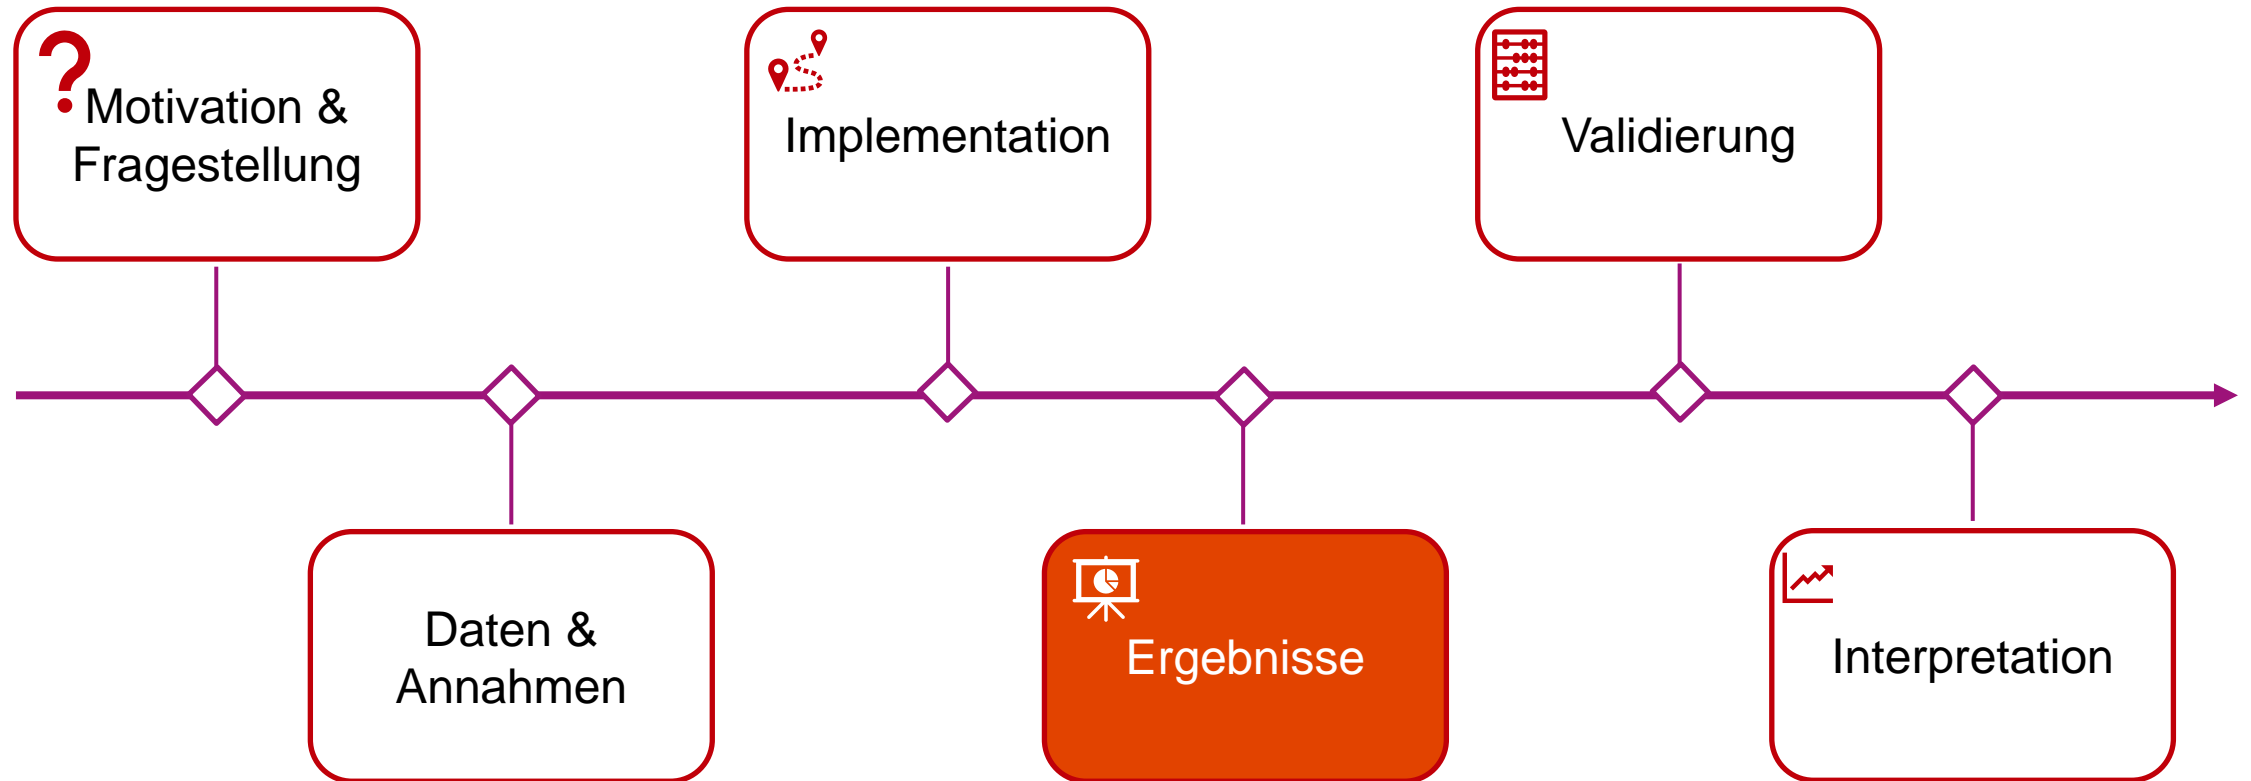 Motivation &
Fragestellung
Implementation
Validierung
Daten &
Annahmen
Ergebnisse
Interpretation